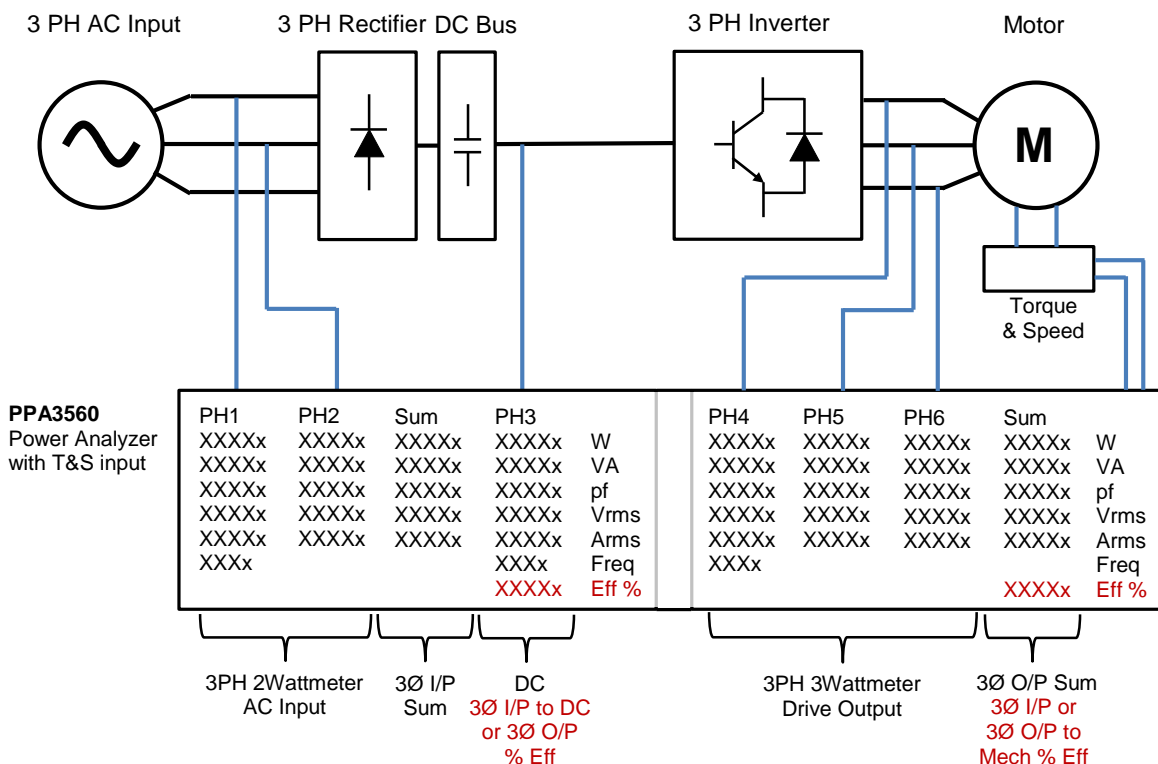 3 PH AC Input 3 PH Rectifier DC Bus 3 PH Inverter Motor
M
Torque
& Speed
PPA3560
Power Analyzer
with T&S input
PH1 PH2 Sum PH3 PH4 PH5 PH6 Sum
XXXXx XXXXx XXXXx XXXXx W XXXXx XXXXx XXXXx XXXXx W
XXXXx XXXXx XXXXx XXXXx VA XXXXx XXXXx XXXXx XXXXx VA
XXXXx XXXXx XXXXx XXXXx pf XXXXx XXXXx XXXXx XXXXx pf
XXXXx XXXXx XXXXx XXXXx Vrms XXXXx XXXXx XXXXx XXXXx Vrms
XXXXx XXXXx XXXXx XXXXx Arms XXXXx XXXXx XXXXx XXXXx Arms
XXXx XXXx Freq XXXx Freq
XXXXx Eff % XXXXx Eff %
3PH 2Wattmeter
AC Input
3Ø I/P
Sum
DC
3Ø I/P to DC
or 3Ø O/P
% Eff
3PH 3Wattmeter
Drive Output
3Ø O/P Sum
3Ø I/P or
3Ø O/P to
Mech % Eff